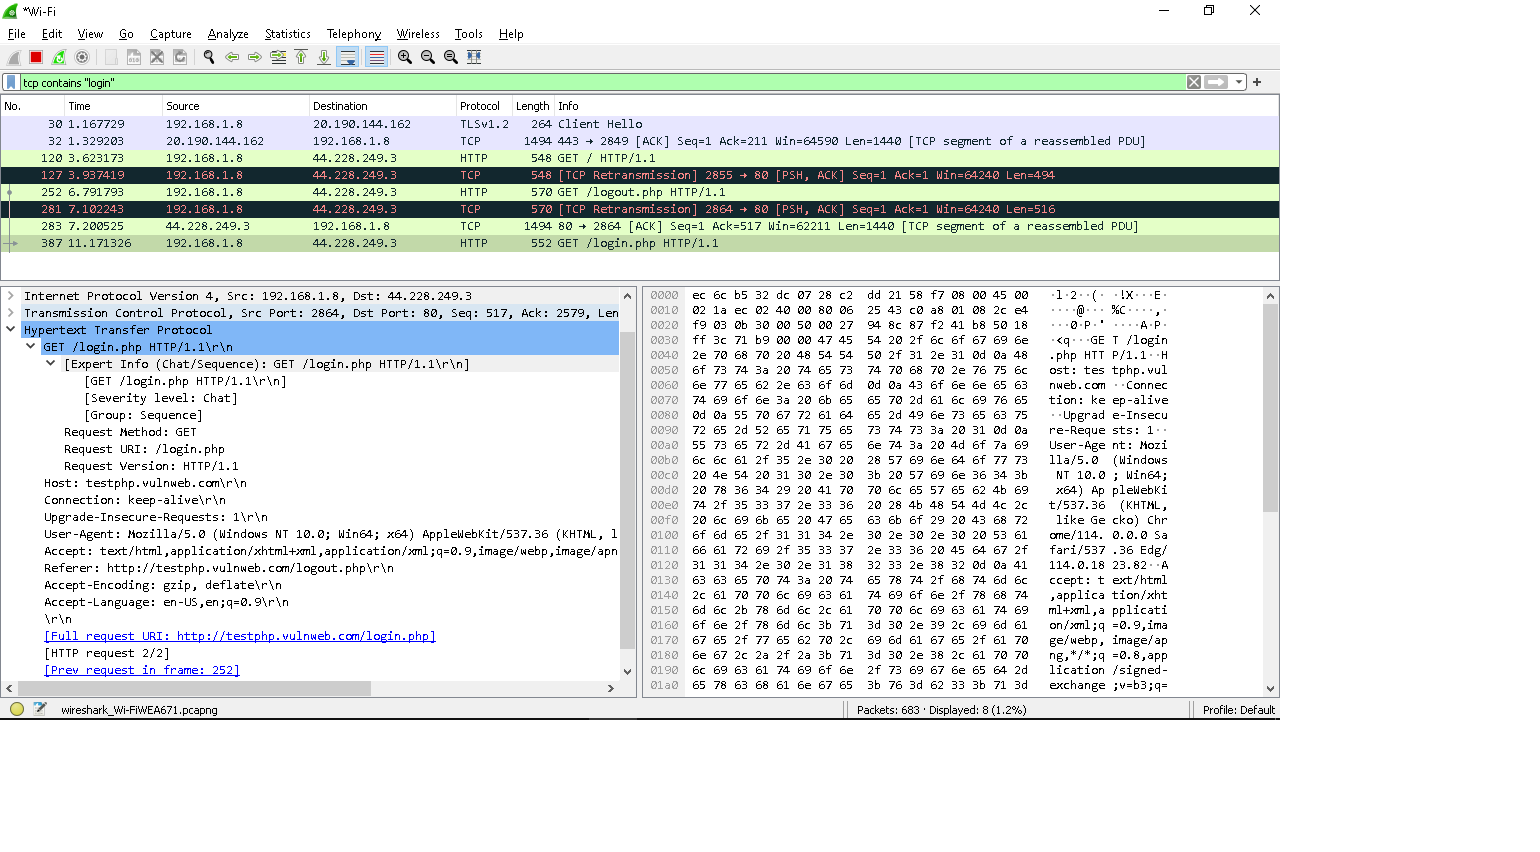 *Wi-Fi
File Edit View Go Capture Analyze Statistics Telephony Wireless Tools Help
tcp contains "login"
No. Time Source Destination Protocol Length Info
30 1.167729 192.168.1.8 20.190.144.162 TLSv1.2 264 Client Hello
32 1.329203 20.190.144.162 192.168.1.8 TCP 1494 443 → 2849 [ACK] Seq=1 Ack=211 Win=64590 Len=1440 [TCP segment of a reassembled PDU]
120 3.623173 192.168.1.8 44.228.249.3 HTTP 548 GET / HTTP/1.1
127 3.937419 192.168.1.8 44.228.249.3 TCP 548 [TCP Retransmission] 2855 → 80 [PSH, ACK] Seq=1 Ack=1 Win=64240 Len=494
252 6.791793 192.168.1.8 44.228.249.3 HTTP 570 GET /logout.php HTTP/1.1
281 7.102243 192.168.1.8 44.228.249.3 TCP 570 [TCP Retransmission] 2864 → 80 [PSH, ACK] Seq=1 Ack=1 Win=64240 Len=516
283 7.200525 44.228.249.3 192.168.1.8 TCP 1494 80 → 2864 [ACK] Seq=1 Ack=517 Win=62211 Len=1440 [TCP segment of a reassembled PDU]
387 11.171326 192.168.1.8 44.228.249.3 HTTP 552 GET /login.php HTTP/1.1
Internet Protocol Version 4, Src: 192.168.1.8, Dst: 44.228.249.3
Transmission Control Protocol, Src Port: 2864, Dst Port: 80, Seq: 517, Ack: 2579, Len
Hypertext Transfer Protocol
GET /login.php HTTP/1.1\r\n
[Expert Info (Chat/Sequence): GET /login.php HTTP/1.1\r\n]
[GET /login.php HTTP/1.1\r\n]
[Severity level: Chat]
[Group: Sequence]
Request Method: GET
Request URI: /login.php
Request Version: HTTP/1.1
Host: testphp.vulnweb.com\r\n
Connection: keep-alive\r\n
Upgrade-Insecure-Requests: 1\r\n
User-Agent: Mozilla/5.0 (Windows NT 10.0; Win64; x64) AppleWebKit/537.36 (KHTML, l
Accept: text/html,application/xhtml+xml,application/xml;q=0.9,image/webp,image/apn
Referer: http://testphp.vulnweb.com/logout.php\r\n
Accept-Encoding: gzip, deflate\r\n
Accept-Language: en-US,en;q=0.9\r\n
\r\n
[Full request URI: http://testphp.vulnweb.com/login.php]
[HTTP request 2/2]
[Prev request in frame: 252]
0000 ec 6c b5 32 dc 07 28 c2 dd 21 58 f7 08 00 45 00 ·l·2··(· ·!X···E·
0010 02 1a ec 02 40 00 80 06 25 43 c0 a8 01 08 2c e4 ····@··· %C····,·
0020 f9 03 0b 30 00 50 00 27 94 8c 87 f2 41 b8 50 18 ···0·P·' ····A·P·
0030 ff 3c 71 b9 00 00 47 45 54 20 2f 6c 6f 67 69 6e ·<q···GE T /login
0040 2e 70 68 70 20 48 54 54 50 2f 31 2e 31 0d 0a 48 .php HTT P/1.1··H
0050 6f 73 74 3a 20 74 65 73 74 70 68 70 2e 76 75 6c ost: tes tphp.vul
0060 6e 77 65 62 2e 63 6f 6d 0d 0a 43 6f 6e 6e 65 63 nweb.com ··Connec
0070 74 69 6f 6e 3a 20 6b 65 65 70 2d 61 6c 69 76 65 tion: ke ep-alive
0080 0d 0a 55 70 67 72 61 64 65 2d 49 6e 73 65 63 75 ··Upgrad e-Insecu
0090 72 65 2d 52 65 71 75 65 73 74 73 3a 20 31 0d 0a re-Reque sts: 1··
00a0 55 73 65 72 2d 41 67 65 6e 74 3a 20 4d 6f 7a 69 User-Age nt: Mozi
00b0 6c 6c 61 2f 35 2e 30 20 28 57 69 6e 64 6f 77 73 lla/5.0 (Windows
00c0 20 4e 54 20 31 30 2e 30 3b 20 57 69 6e 36 34 3b NT 10.0 ; Win64;
00d0 20 78 36 34 29 20 41 70 70 6c 65 57 65 62 4b 69 x64) Ap pleWebKi
00e0 74 2f 35 33 37 2e 33 36 20 28 4b 48 54 4d 4c 2c t/537.36 (KHTML,
00f0 20 6c 69 6b 65 20 47 65 63 6b 6f 29 20 43 68 72 like Ge cko) Chr
0100 6f 6d 65 2f 31 31 34 2e 30 2e 30 2e 30 20 53 61 ome/114. 0.0.0 Sa
0110 66 61 72 69 2f 35 33 37 2e 33 36 20 45 64 67 2f fari/537 .36 Edg/
0120 31 31 34 2e 30 2e 31 38 32 33 2e 38 32 0d 0a 41 114.0.18 23.82··A
0130 63 63 65 70 74 3a 20 74 65 78 74 2f 68 74 6d 6c ccept: t ext/html
0140 2c 61 70 70 6c 69 63 61 74 69 6f 6e 2f 78 68 74 ,applica tion/xht
0150 6d 6c 2b 78 6d 6c 2c 61 70 70 6c 69 63 61 74 69 ml+xml,a pplicati
0160 6f 6e 2f 78 6d 6c 3b 71 3d 30 2e 39 2c 69 6d 61 on/xml;q =0.9,ima
0170 67 65 2f 77 65 62 70 2c 69 6d 61 67 65 2f 61 70 ge/webp, image/ap
0180 6e 67 2c 2a 2f 2a 3b 71 3d 30 2e 38 2c 61 70 70 ng,*/*;q =0.8,app
0190 6c 69 63 61 74 69 6f 6e 2f 73 69 67 6e 65 64 2d lication /signed-
01a0 65 78 63 68 61 6e 67 65 3b 76 3d 62 33 3b 71 3d exchange ;v=b3;q=
wireshark_Wi-FiWEA671.pcapng
Packets: 683 · Displayed: 8 (1.2%)
Profile: Default